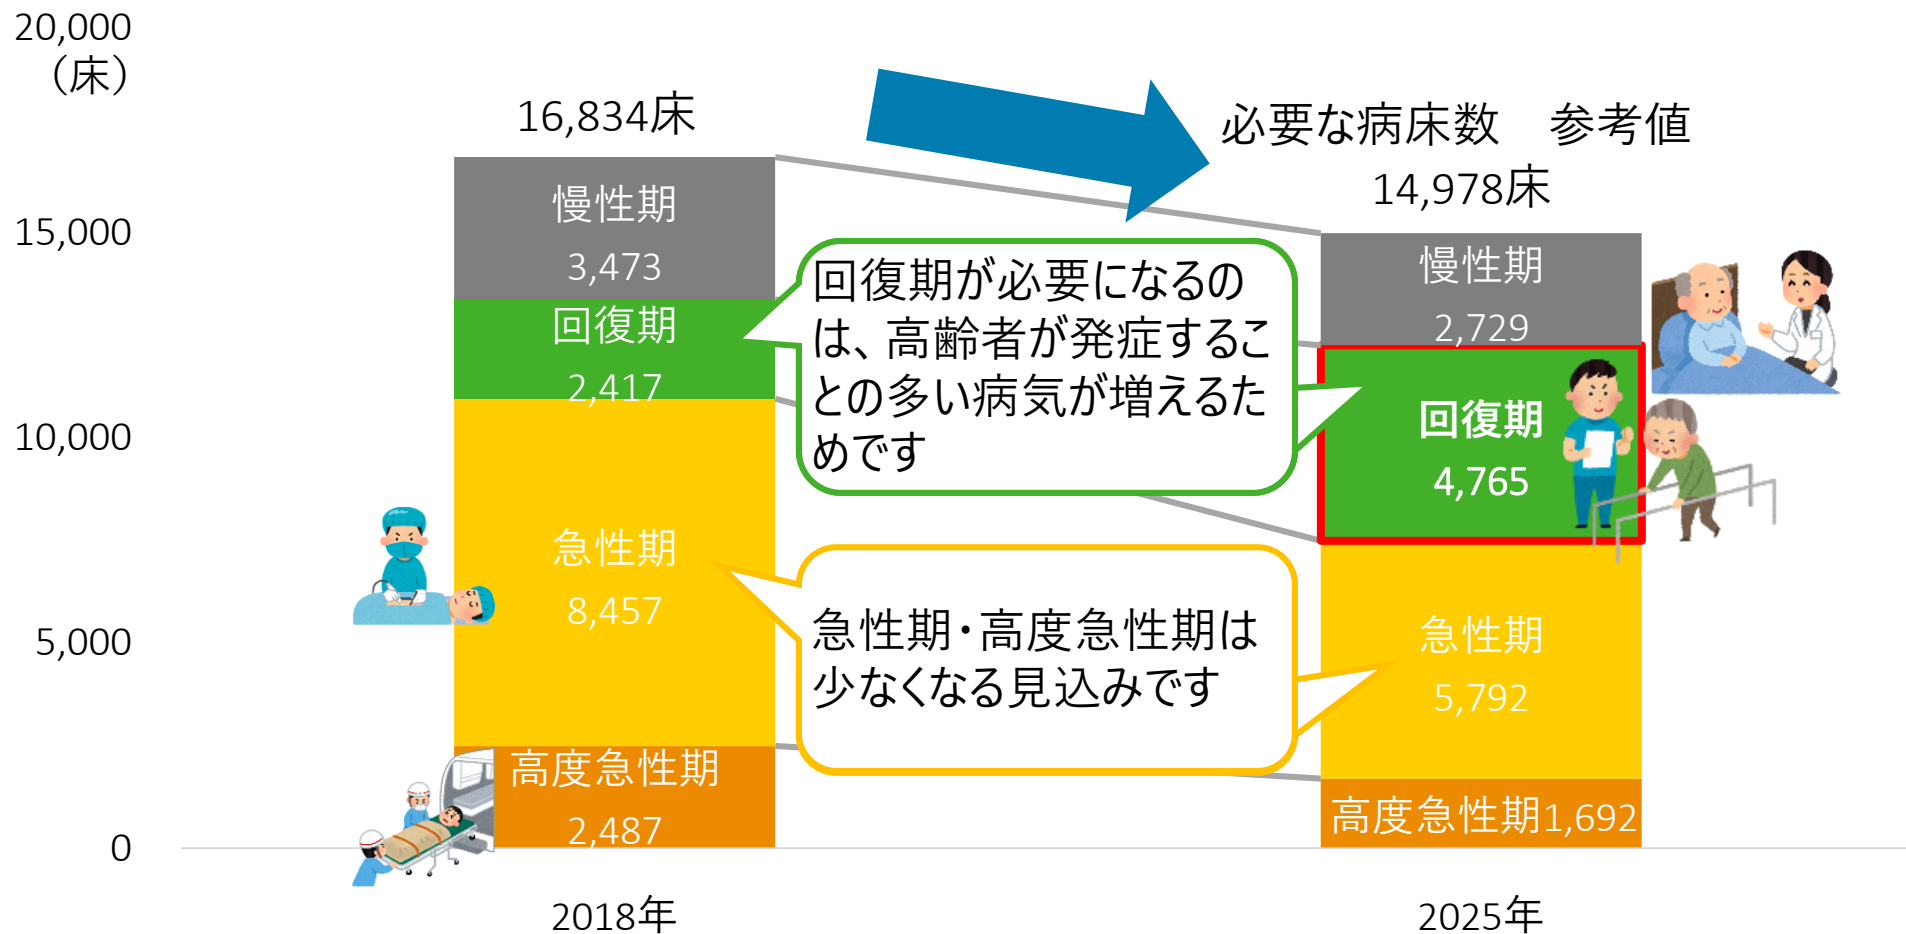 20,000
（床）
15,000
10,000
5,000
0
16,834床
慢性期
3,473
回復期
2,417
急性期
8,457
高度急性期
2,487
2018年
回復期が必要になるの
は、高齢者が発症するこ
との多い病気が増えるた
めです
急性期・高度急性期は
少なくなる見込みです
必要な病床数　参考値
14,978床
慢性期
2,729
回復期
4,765
急性期
5,792
高度急性期1,692
2025年